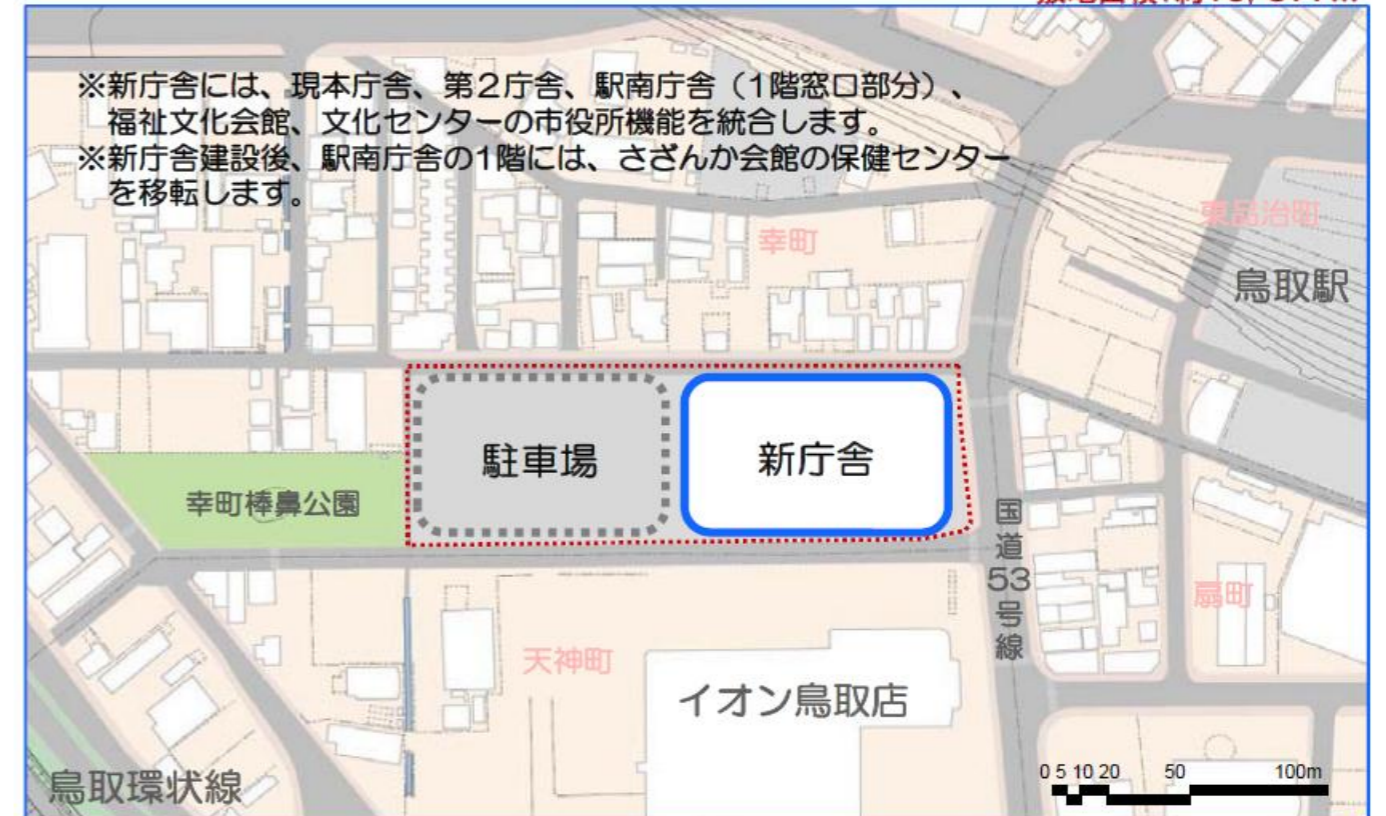 ※新庁舎には、現本庁舎、第2庁舎、駅南庁舎（1階窓口部分）、
福祉文化会館、文化センターの市役所機能を統合します。
※新庁舎建設後、駅南庁舎の1階には、さざんか会館の保健センター
を移転します。
東品治町
幸町
鳥取駅
駐車場
新庁舎
幸町棒鼻公園
国道53号線
扇町
天神町
イオン鳥取店
鳥取環状線
0 5 10 20 50 100m